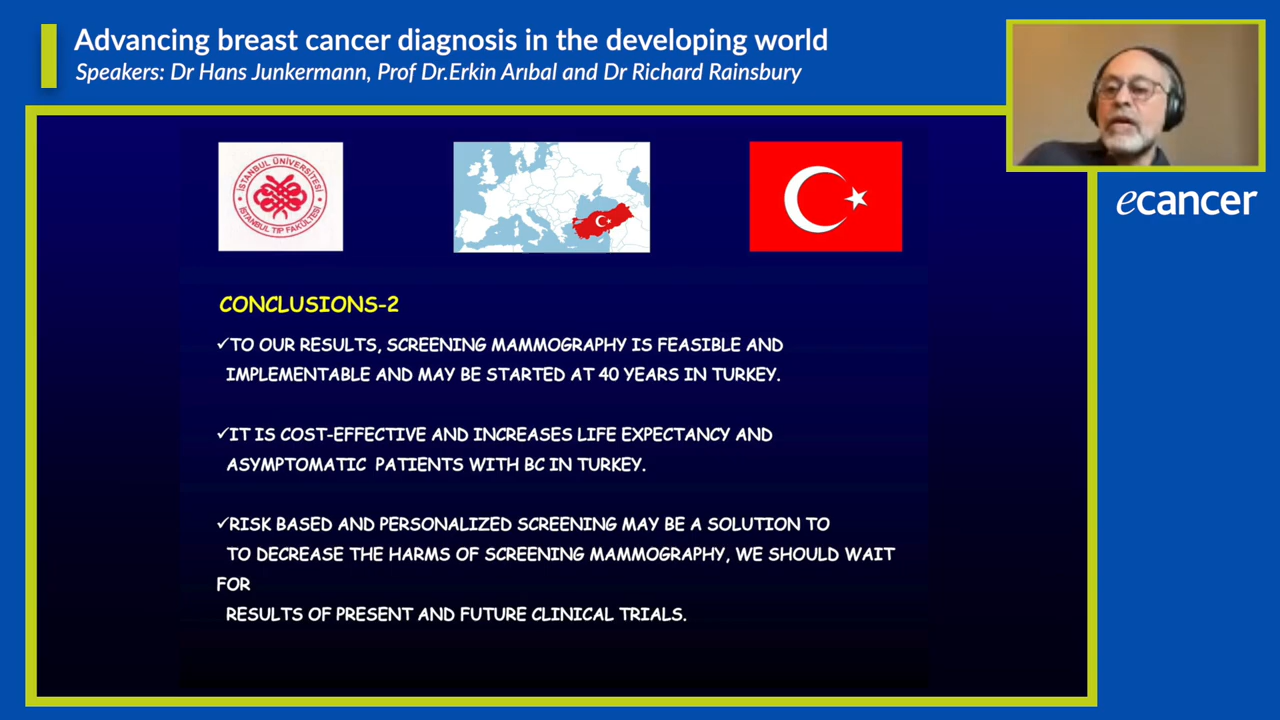 Advancing breast cancer diagnosis in the developing world
Speakers: Dr Hans Junkermann, Prof Dr.Erkin Arıbal and Dr Richard Rainsbury
İSTANBUL ÜNİVERSİTESİ
İSTANBUL TIP FAKÜLTESİ
ecancer
CONCLUSIONS-2
✓TO OUR RESULTS, SCREENING MAMMOGRAPHY IS FEASIBLE AND
IMPLEMENTABLE AND MAY BE STARTED AT 40 YEARS IN TURKEY.
✓IT IS COST-EFFECTIVE AND INCREASES LIFE EXPECTANCY AND
ASYMPTOMATIC PATIENTS WITH BC IN TURKEY.
✓RISK BASED AND PERSONALIZED SCREENING MAY BE A SOLUTION TO
TO DECREASE THE HARMS OF SCREENING MAMMOGRAPHY, WE SHOULD WAIT
FOR
RESULTS OF PRESENT AND FUTURE CLINICAL TRIALS.